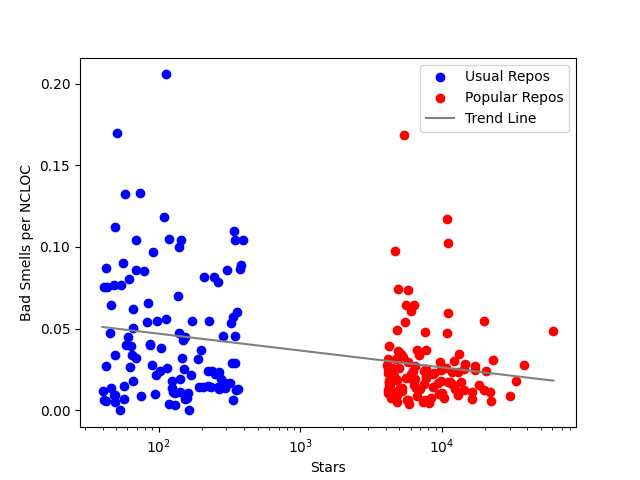 Usual Repos
Popular Repos
Trend Line
Bad Smells per NCLOC
0.20
0.15
0.10
0.05
0.00
10²
10³
10⁴
Stars